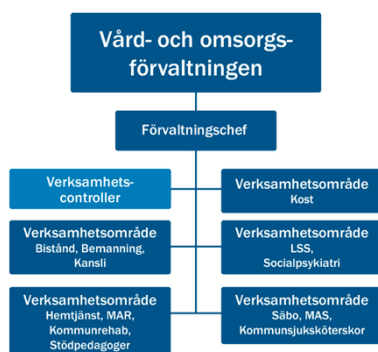 Vård- och omsorgs-
förvaltningen
Förvaltningschef
Verksamhets-
controller
Verksamhetsområde
Kost
Verksamhetsområde
Bistånd, Bemanning,
Kansli
Verksamhetsområde
LSS,
Socialpsykiatri
Verksamhetsområde
Hemtjänst, MAR,
Kommunrehab,
Stödpedagoger
Verksamhetsområde
Säbo, MAS,
Kommunsjuksköterskor